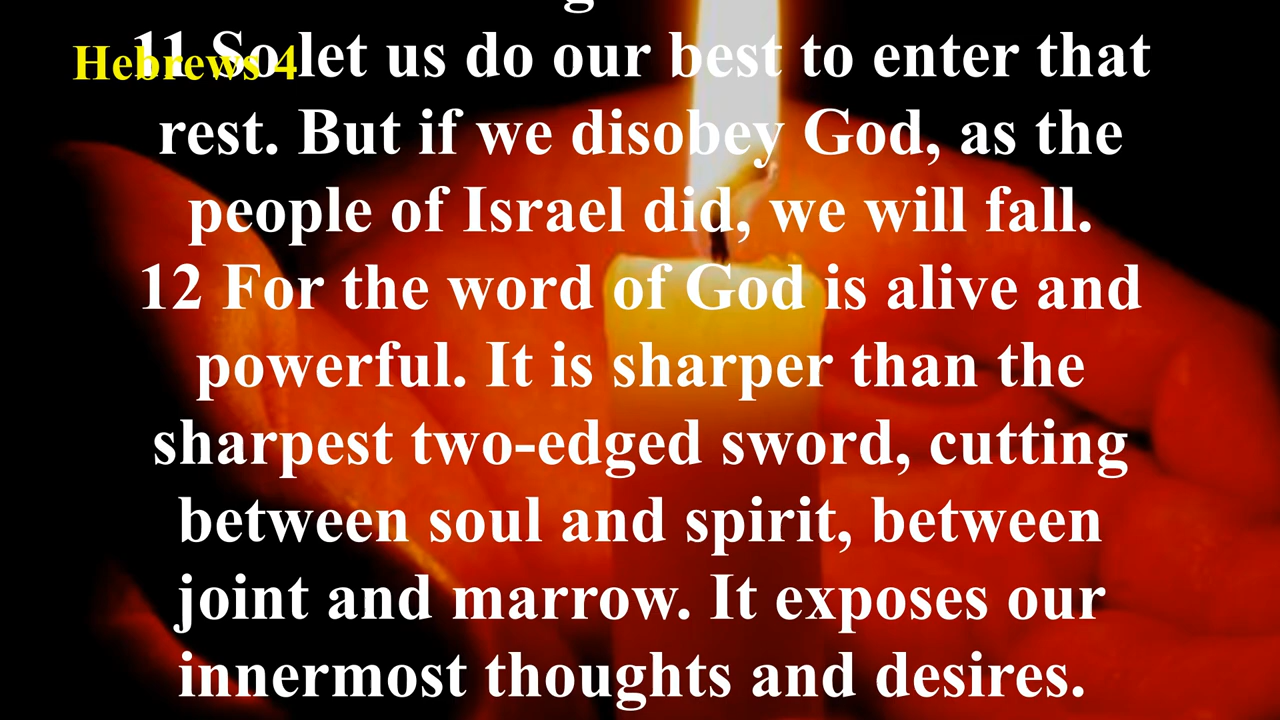 Hebrews 4
11 So let us do our best to enter that
rest. But if we disobey God, as the
people of Israel did, we will fall.
12 For the word of God is alive and
powerful. It is sharper than the
sharpest two-edged sword, cutting
between soul and spirit, between
joint and marrow. It exposes our
innermost thoughts and desires.